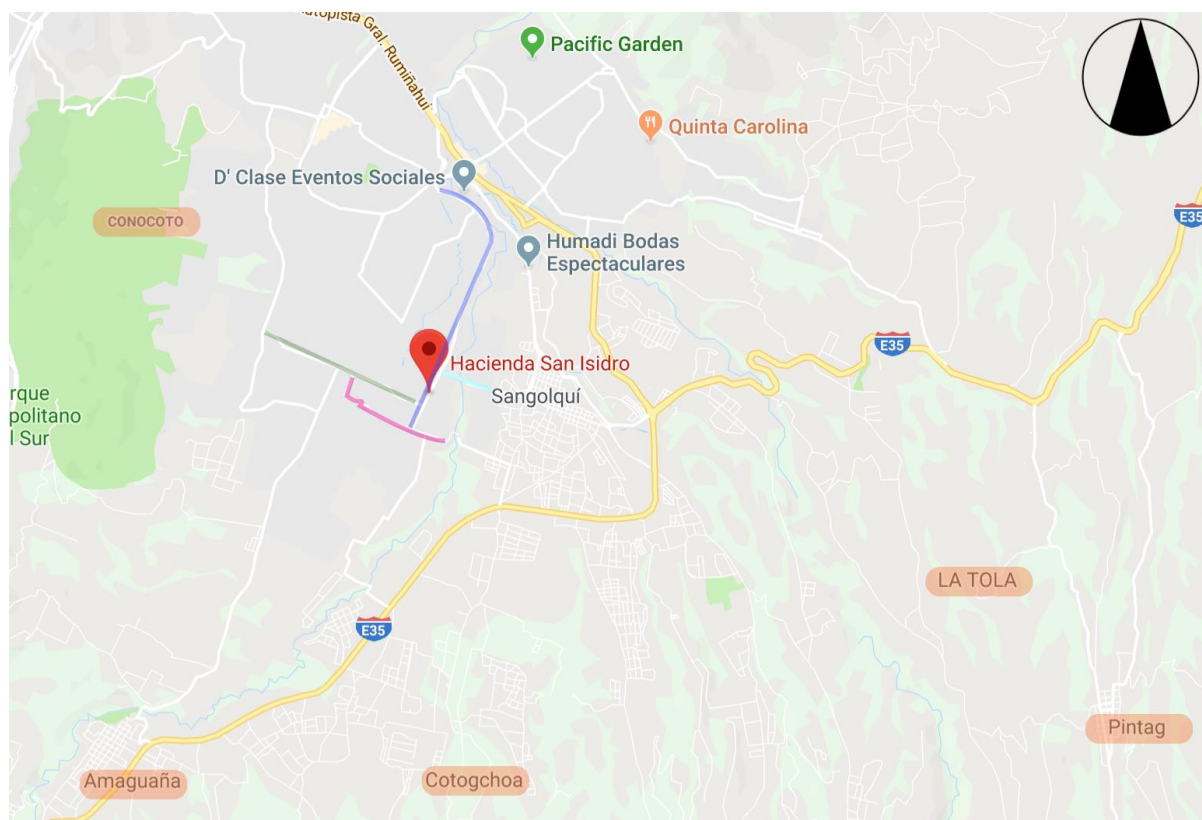 utopista Gral. Rumiñahui
Pacific Garden
Quinta Carolina
D' Clase Eventos Sociales
CONOCOTO
E35
Humadi Bodas
Espectaculares
E35
Hacienda San Isidro
Sangolquí
rque
politano
l Sur
LA TOLA
E35
Pintag
Amaguaña
Cotogchoa